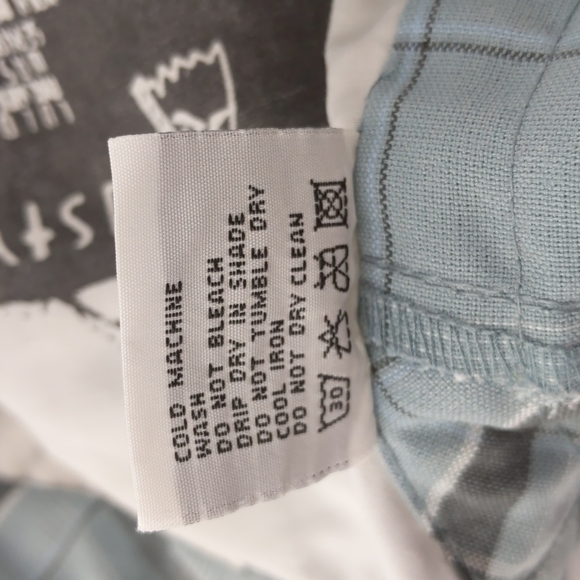 COLD MACHINE
WASH
DO NOT BLEACH
DRIP DRY IN SHADE
DO NOT TUMBLE DRY
COOL IRON
DO NOT DRY CLEAN
30